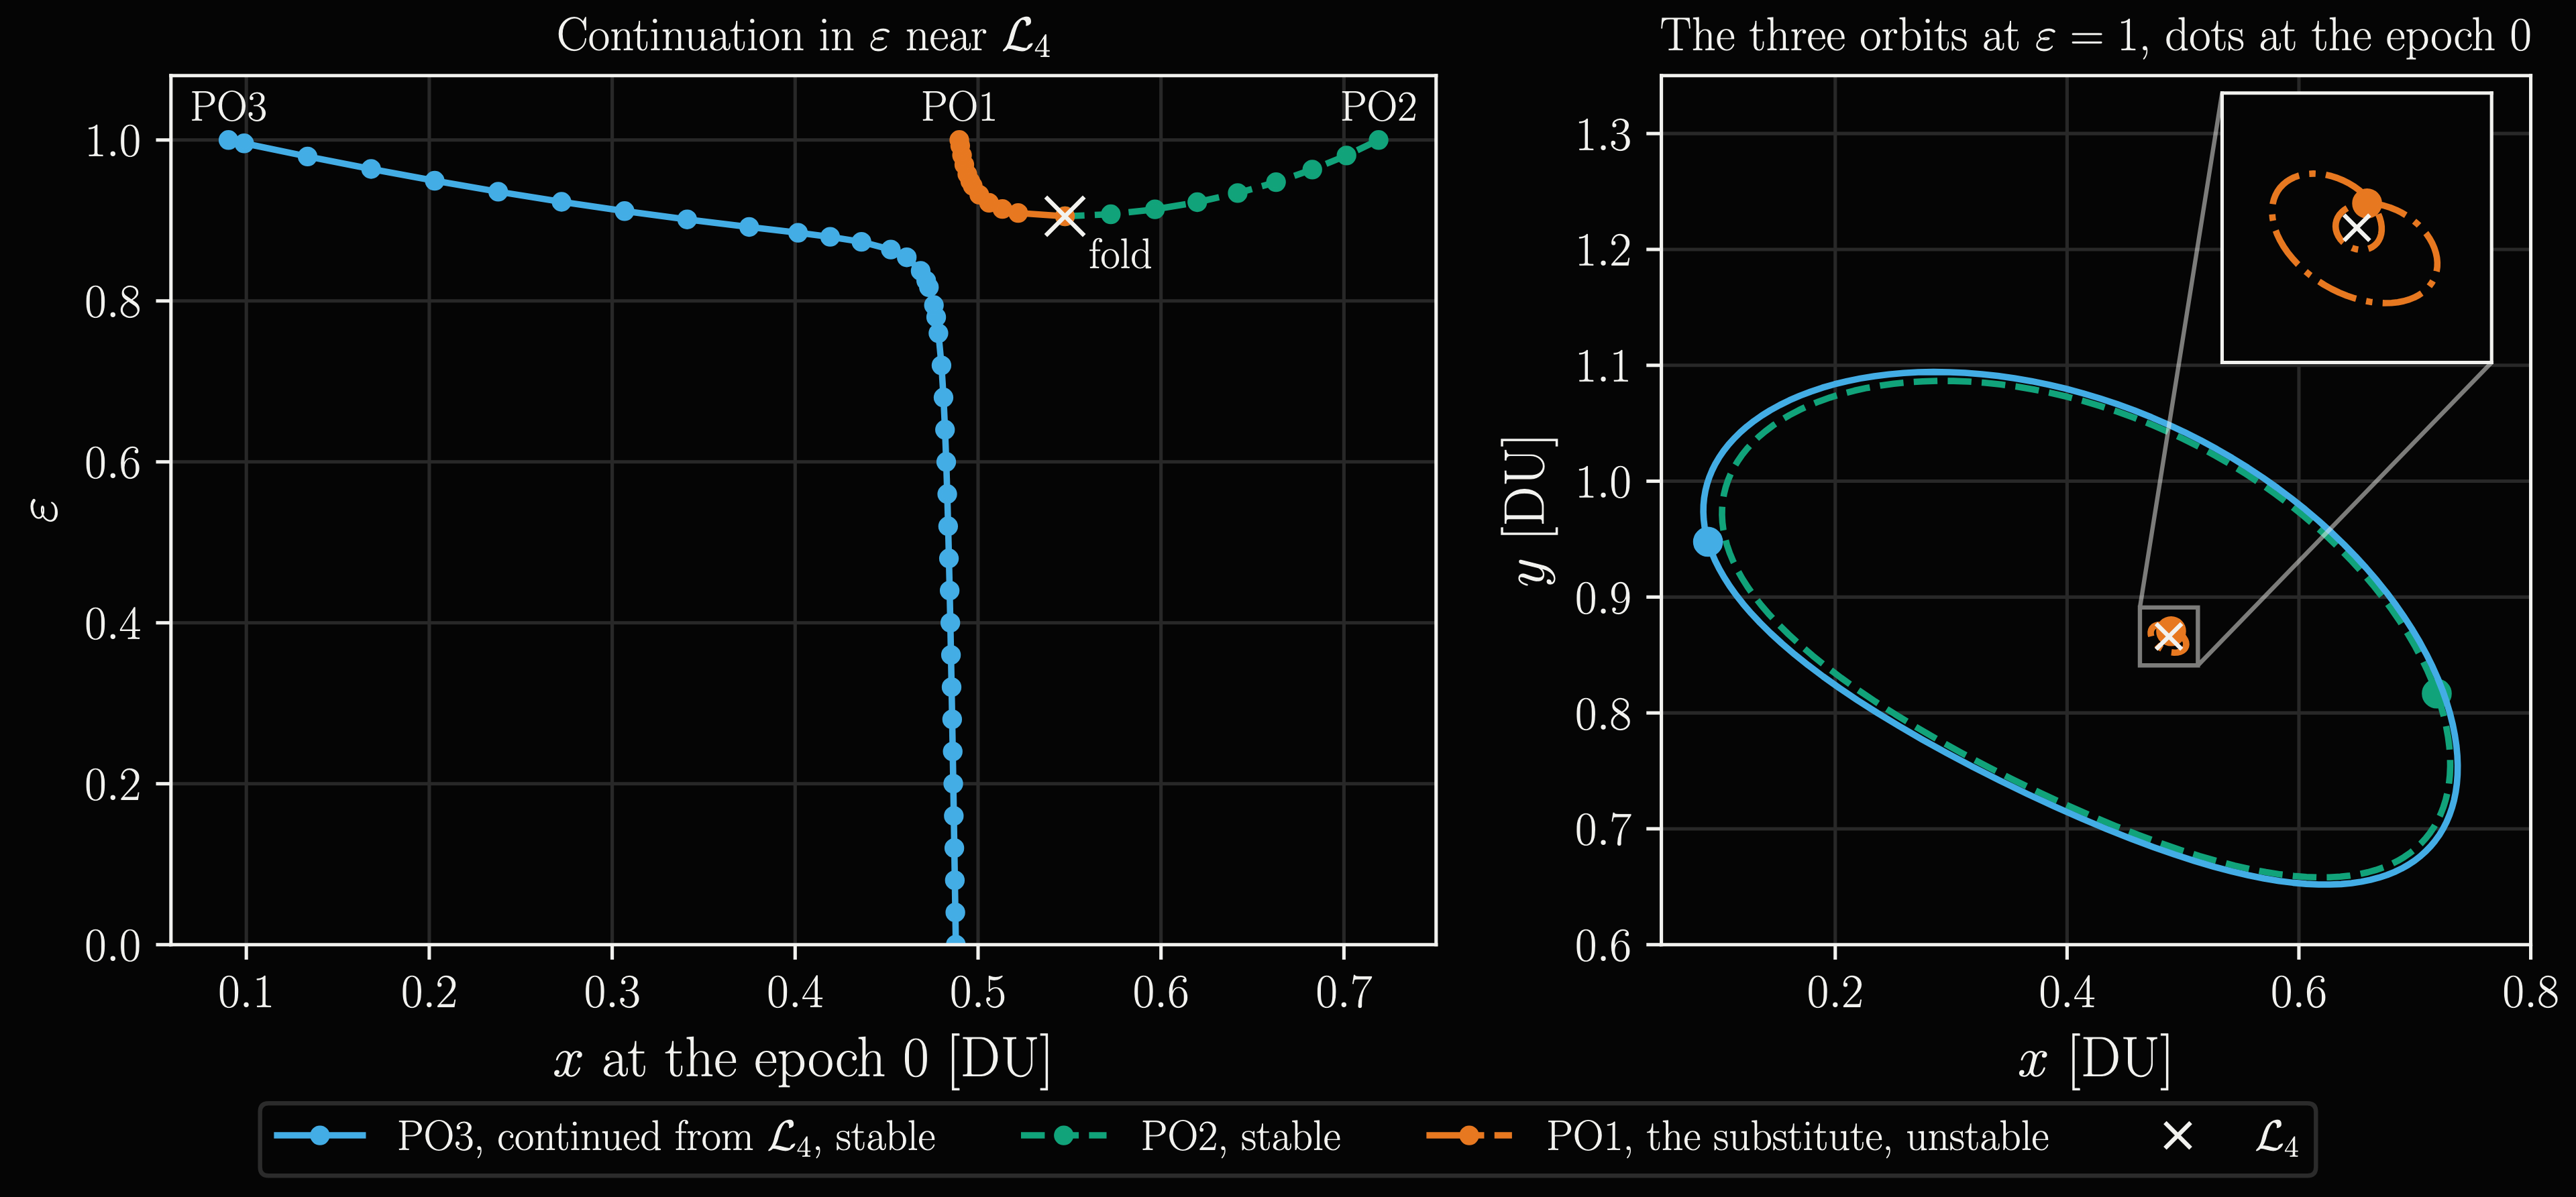 Continuation in ε near 𝓛₄
PO3
PO1
PO2
fold
1.0
0.8
0.6
0.4
0.2
0.0
ε
0.1 0.2 0.3 0.4 0.5 0.6 0.7
x at the epoch 0 [DU]
The three orbits at ε = 1, dots at the epoch 0
1.3
1.2
1.1
1.0
0.9
0.8
0.7
0.6
y [DU]
0.2 0.4 0.6 0.8
x [DU]
PO3, continued from 𝓛₄, stable
PO2, stable
PO1, the substitute, unstable
𝓛₄